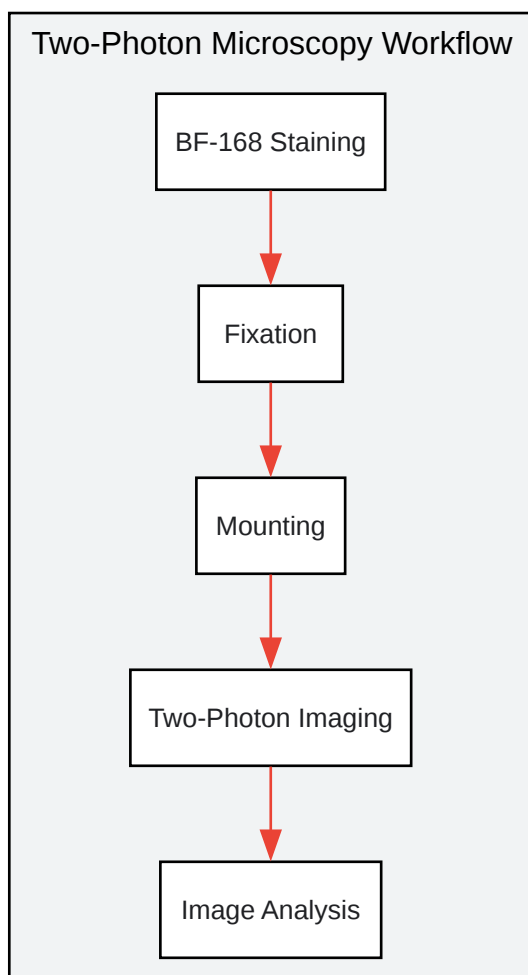 Two-Photon Microscopy Workflow
BF-168 Staining
Fixation
Mounting
Two-Photon Imaging
Image Analysis